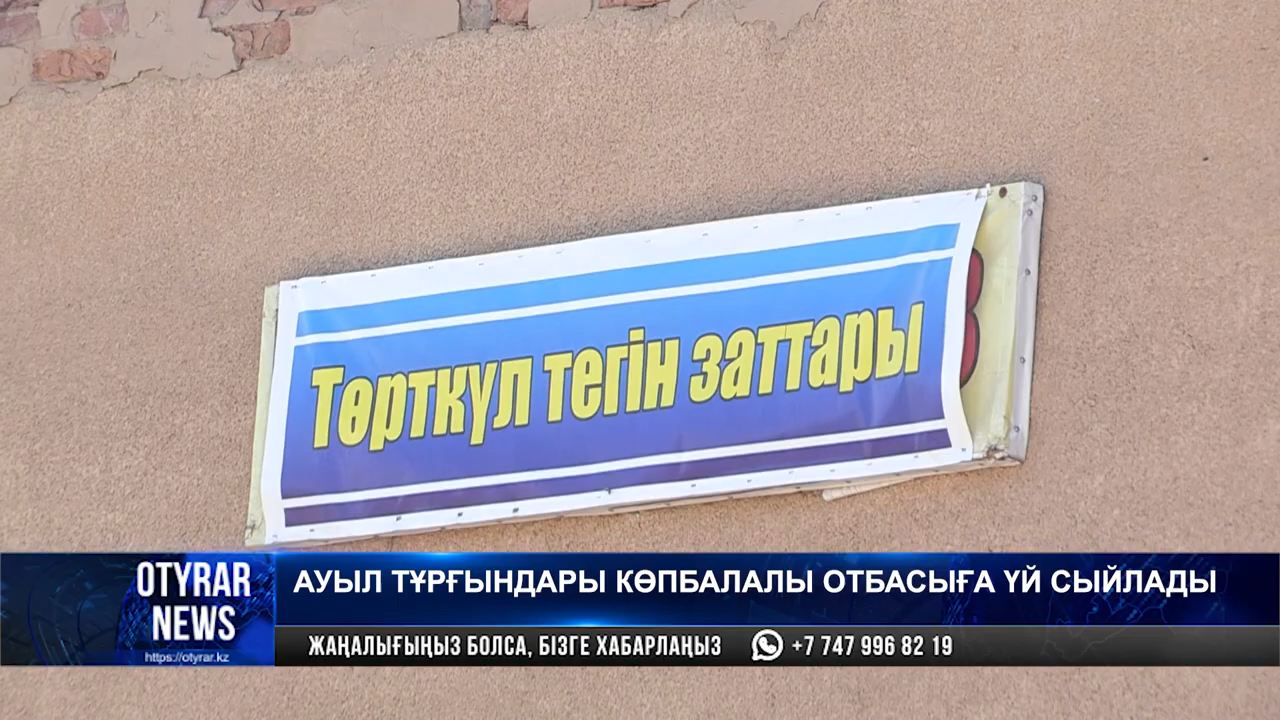 Төрткүл тегін заттары
OTYRAR
NEWS
https://otyrar.kz
АУЫЛ ТҰРҒЫНДАРЫ КӨПБАЛАЛЫ ОТБАСЫҒА ҮЙ СЫЙЛАДЫ
ЖАҢАЛЫҒЫҢЫЗ БОЛСА, БІЗГЕ ХАБАРЛАҢЫЗ +7 747 996 82 19